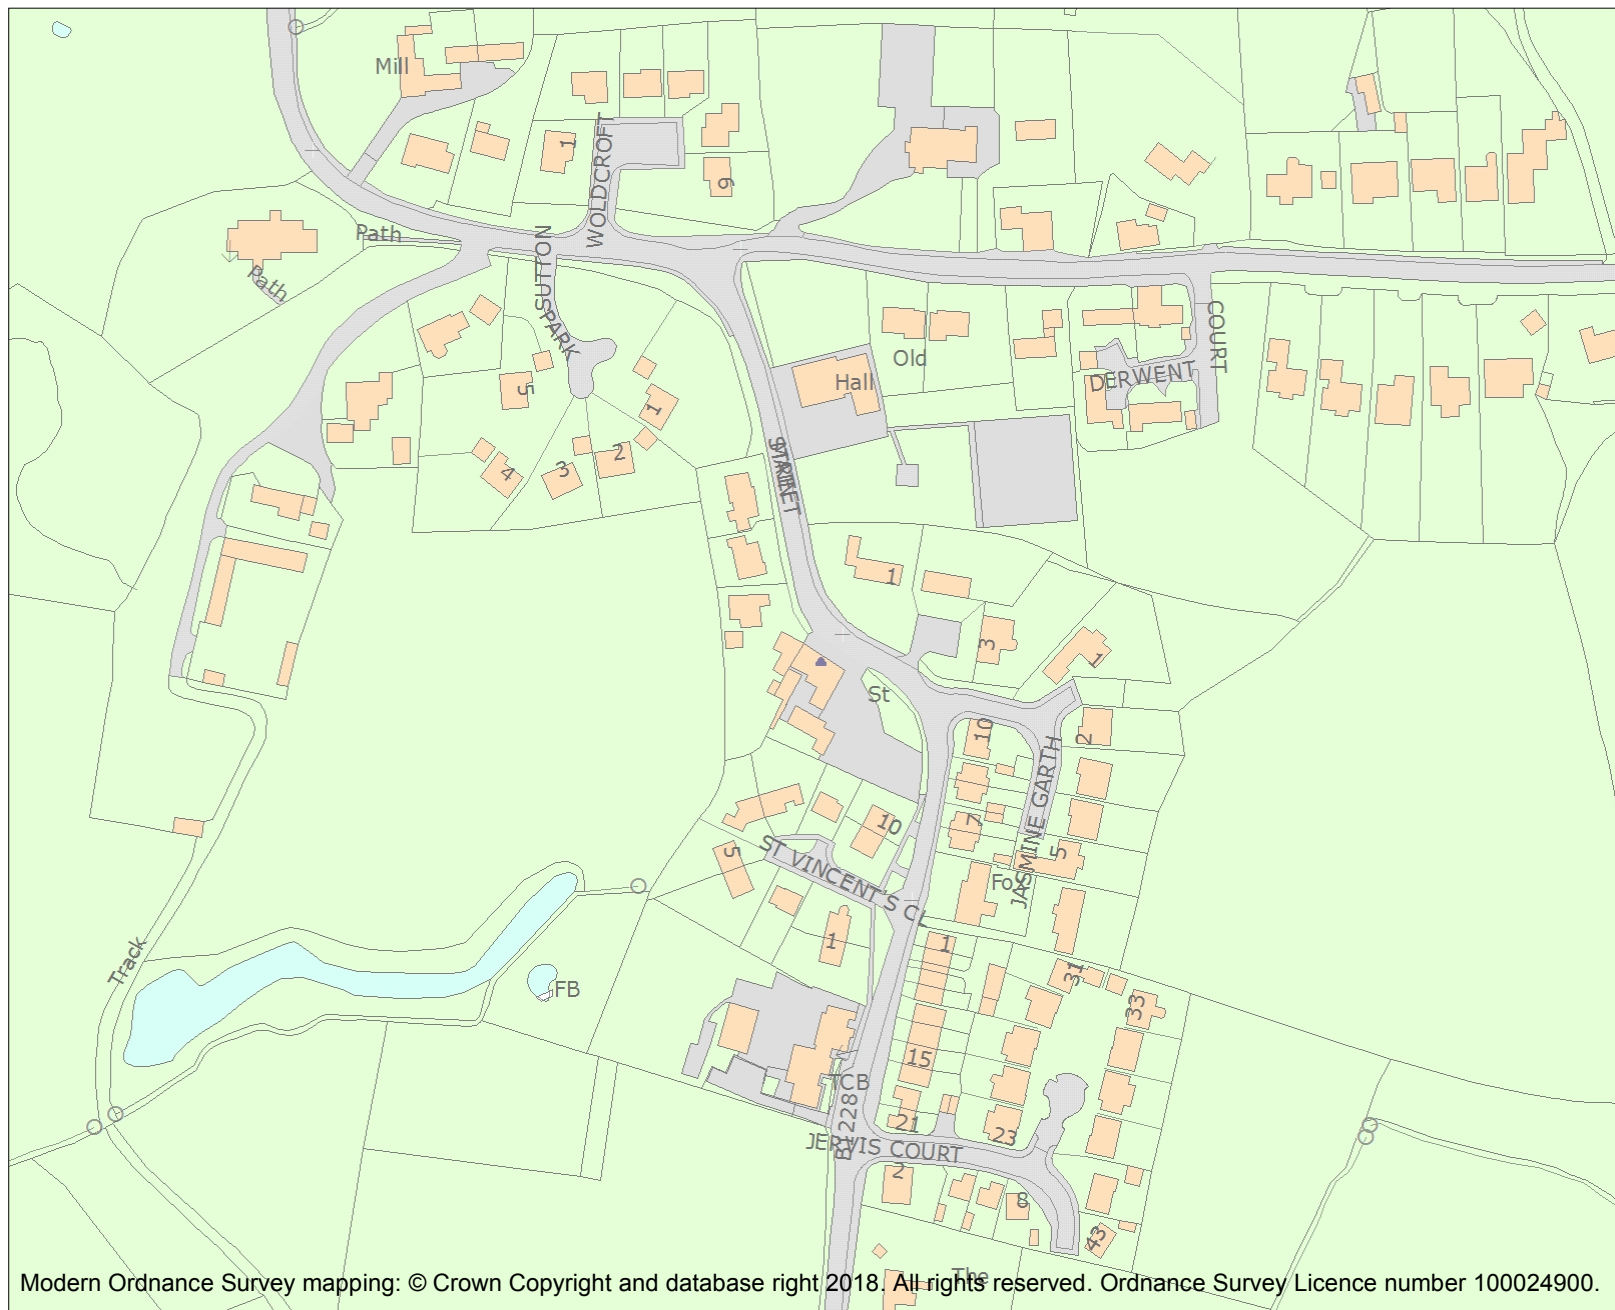 Mill
1
WOLDCROFT
6
Path
Path
SUTTON
PARK
5
1
2
3
4
Old
Hall
COURT
DERWENT
MAIN
STREET
1
3
1
St
10
2
JASMINE GARTH
7
5
10
ST VINCENT'S CL
5
1
Fox
1
31
33
Track
FB
15
TCB
21
23
B1228
JERVIS COURT
2
8
43
The
Modern Ordnance Survey mapping: © Crown Copyright and database right 2018. All rights reserved. Ordnance Survey Licence number 100024900.